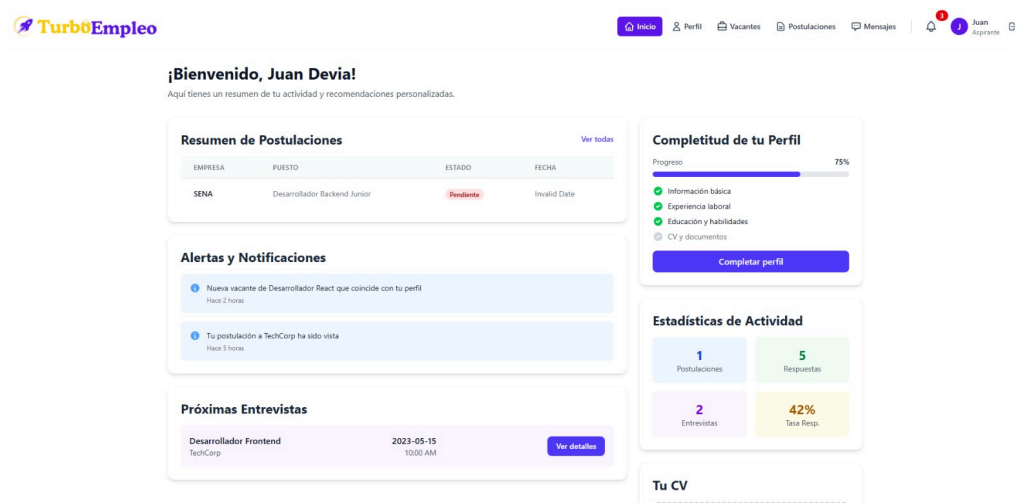 TurboEmpleo
Inicio Perfil Vacantes Postulaciones Mensajes 3 J Juan
Aspirante
¡Bienvenido, Juan Devia!
Aquí tienes un resumen de tu actividad y recomendaciones personalizadas.
Resumen de Postulaciones Ver todas
EMPRESA PUESTO ESTADO FECHA
SENA Desarrollador Backend Junior Pendiente Invalid Date
Alertas y Notificaciones
Nueva vacante de Desarrollador React que coincide con tu perfil
Hace 2 horas
Tu postulación a TechCorp ha sido vista
Hace 5 horas
Próximas Entrevistas
Desarrollador Frontend 2023-05-15
TechCorp 10:00 AM
Ver detalles
Completitud de tu Perfil
Progreso 75%
Información básica
Experiencia laboral
Educación y habilidades
CV y documentos
Completar perfil
Estadísticas de Actividad
1 5
Postulaciones Respuestas
2 42%
Entrevistas Tasa Resp.
Tu CV